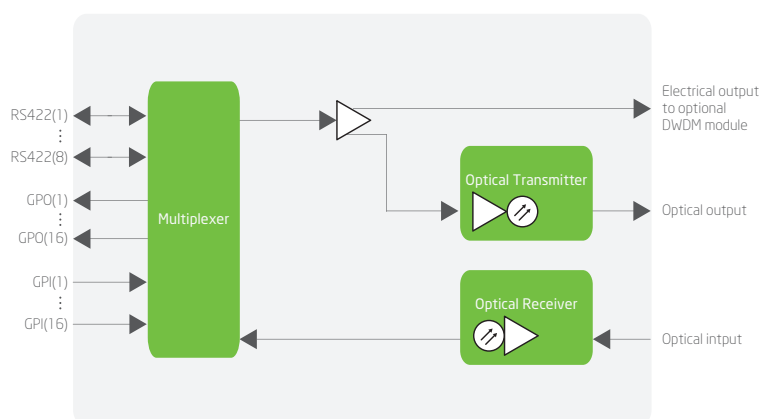 RS422(1)
RS422(8)
GPO(1)
GPO(16)
GPI(1)
GPI(16)
Multiplexer
Optical Transmitter
Optical Receiver
Electrical output
to optional
DWDM module
Optical output
Optical intput